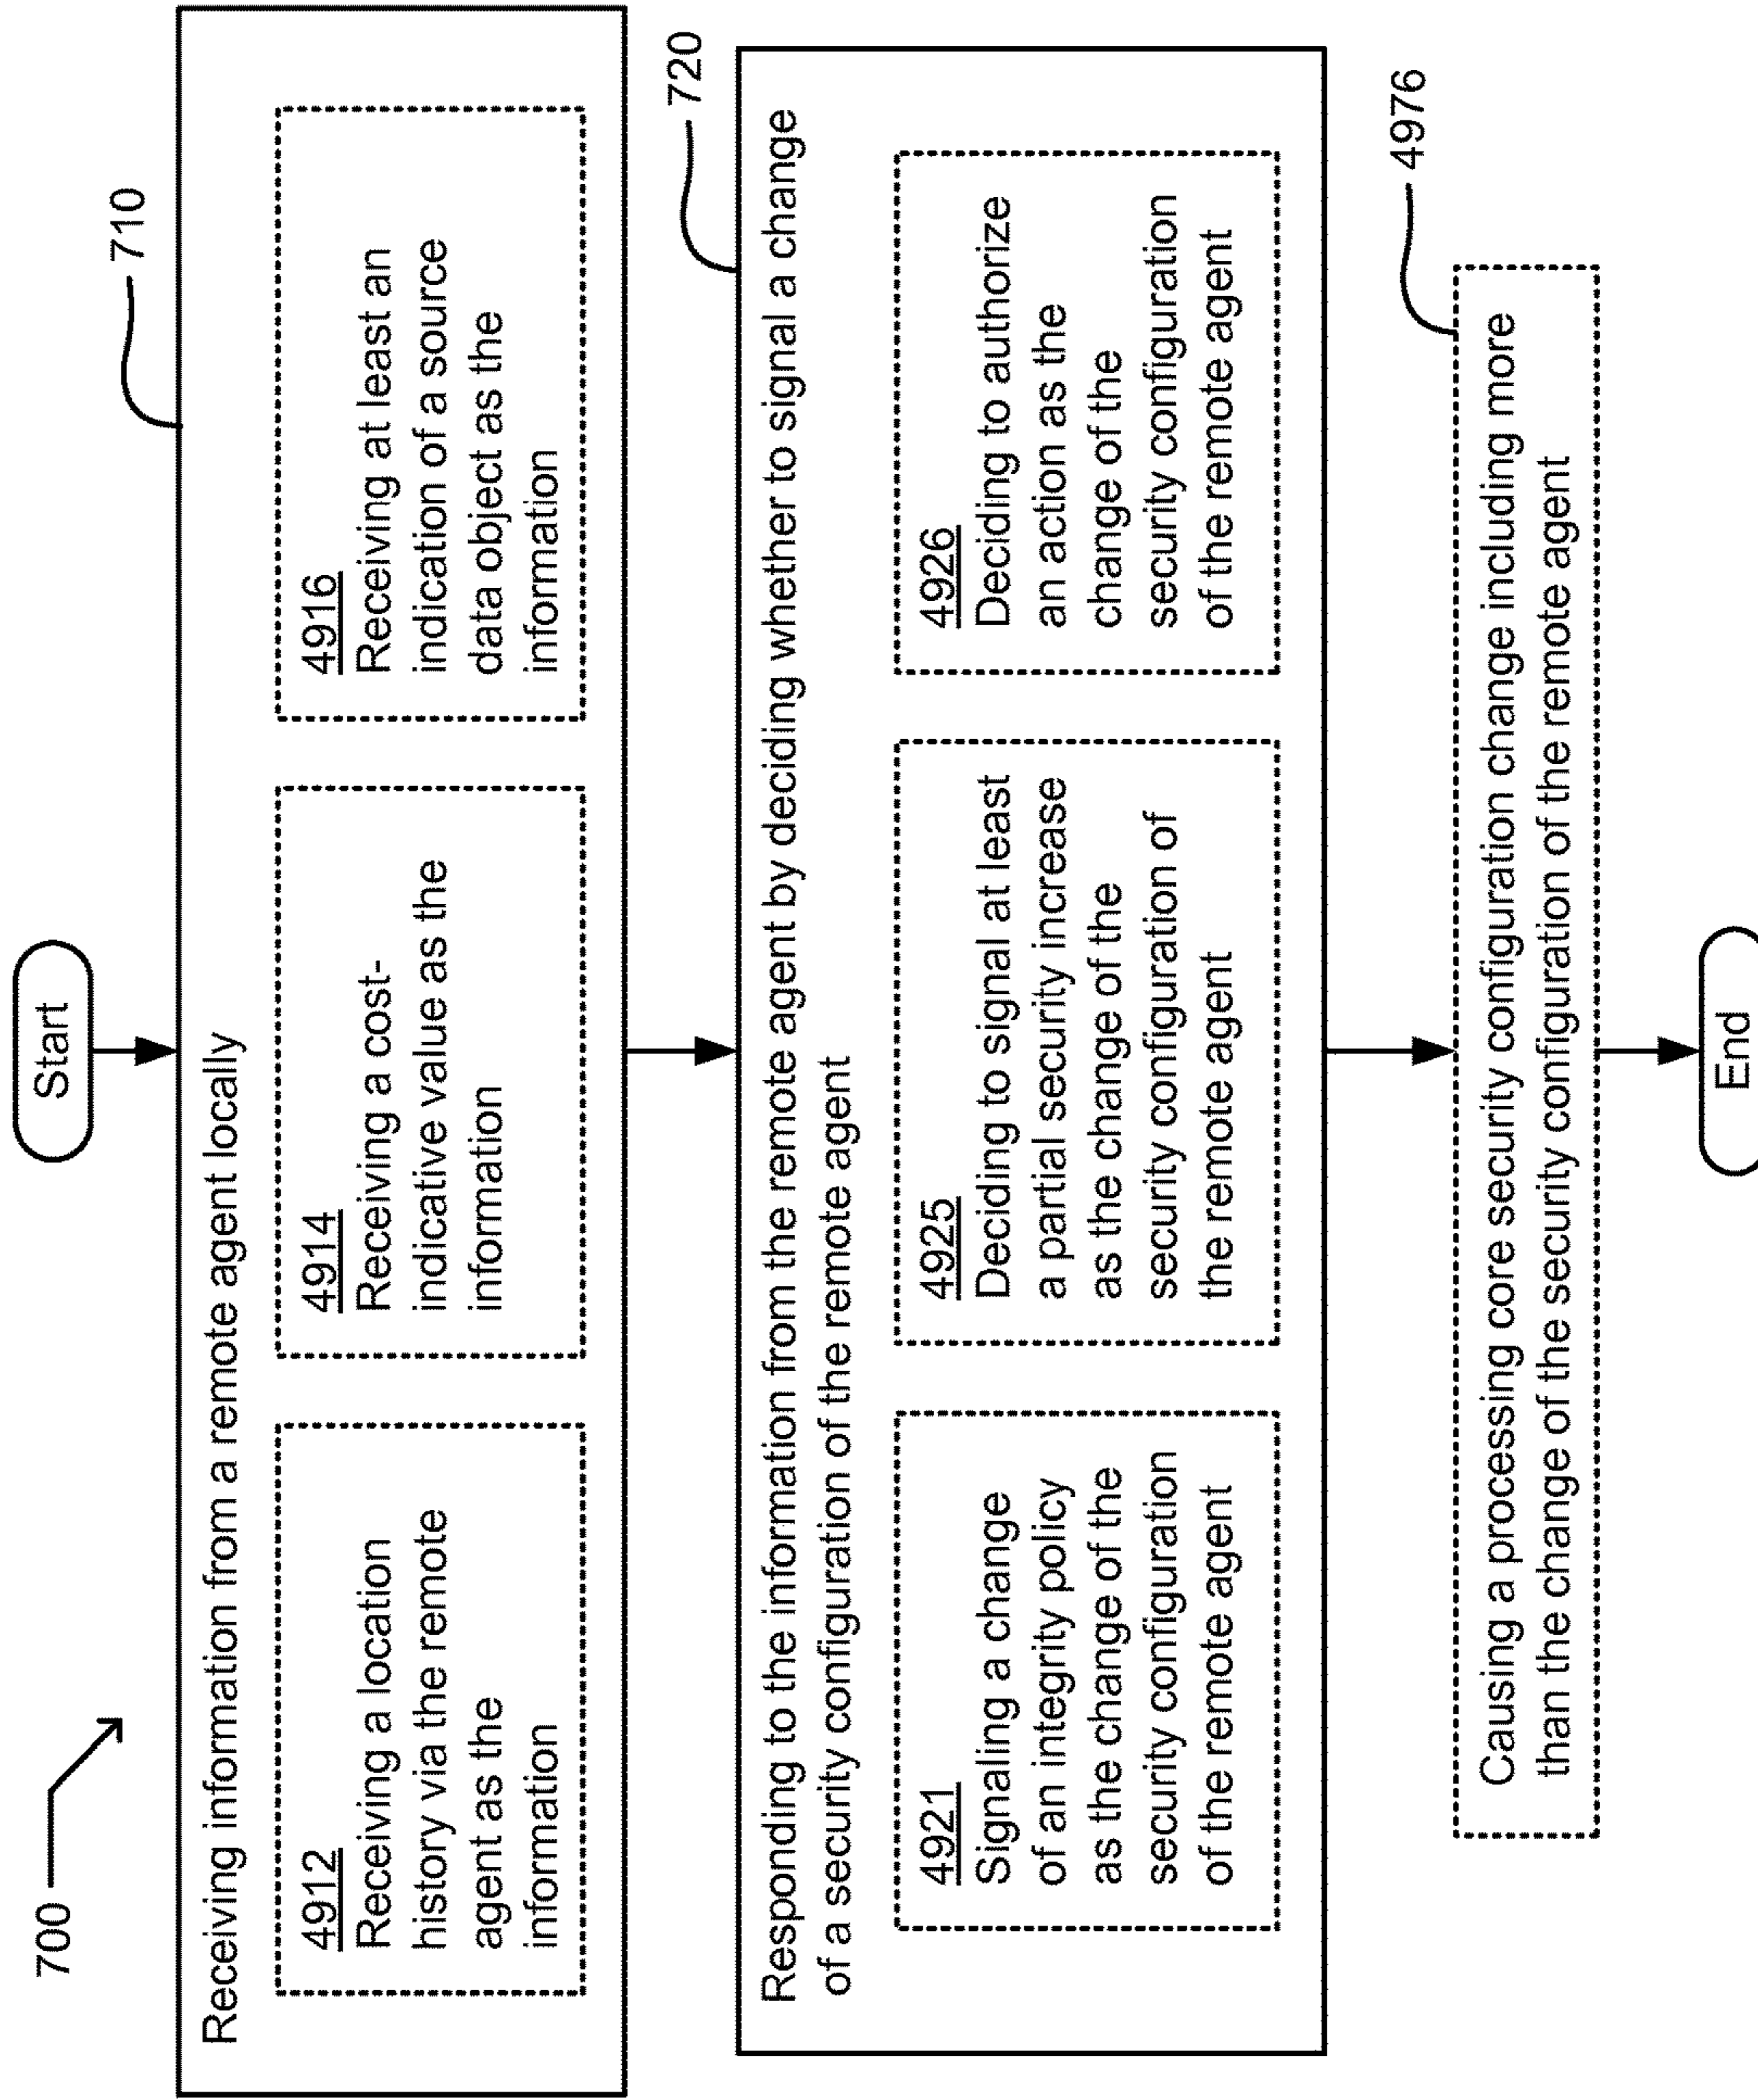 700
Start
710
Receiving information from a remote agent locally
4912
Receiving a location
history via the remote
agent as the
information
4914
Receiving a cost-
indicative value as the
information
4916
Receiving at least an
indication of a source
data object as the
information
720
Responding to the information from the remote agent by deciding whether to signal a change
of a security configuration of the remote agent
4921
Signaling a change
of an integrity policy
as the change of the
security configuration
of the remote agent
4925
Deciding to signal at least
a partial security increase
as the change of the
security configuration of
the remote agent
4926
Deciding to authorize
an action as the
change of the
security configuration
of the remote agent
4976
Causing a processing core security configuration change including more
than the change of the security configuration of the remote agent
End